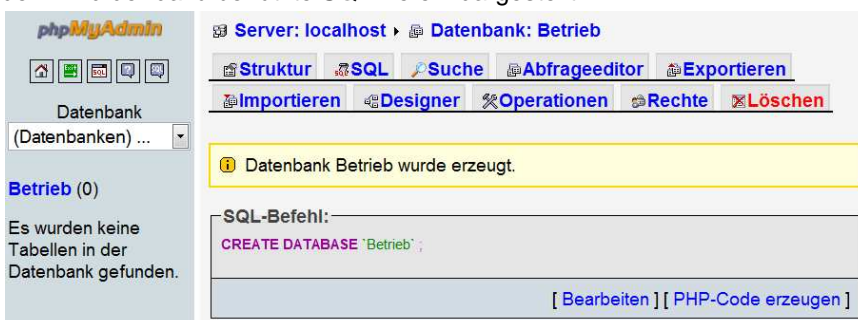 phpMyAdmin
Datenbank
(Datenbanken) ...
Betrieb (0)
Es wurden keine
Tabellen in der
Datenbank gefunden.
Server: localhost Datenbank: Betrieb
Struktur SQL Suche Abfrageeditor Exportieren
Importieren Designer Operationen Rechte Löschen
Datenbank Betrieb wurde erzeugt.
SQL-Befehl:
CREATE DATABASE `Betrieb` ;
[ Bearbeiten ] [ PHP-Code erzeugen ]